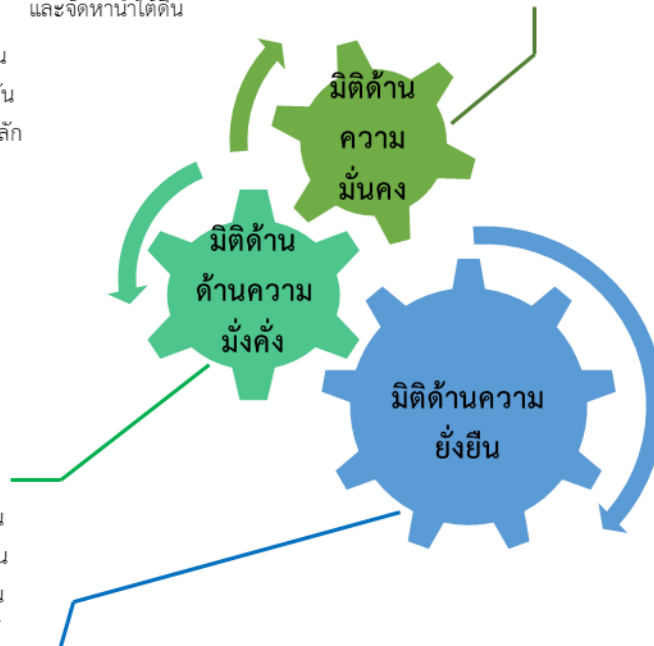 และจัดหาน้ำใต้ดิน
มิติด้าน
ความ
มั่นคง
มิติด้าน
ด้านความ
มั่งคั่ง
มิติด้านความ
ยั่งยืน